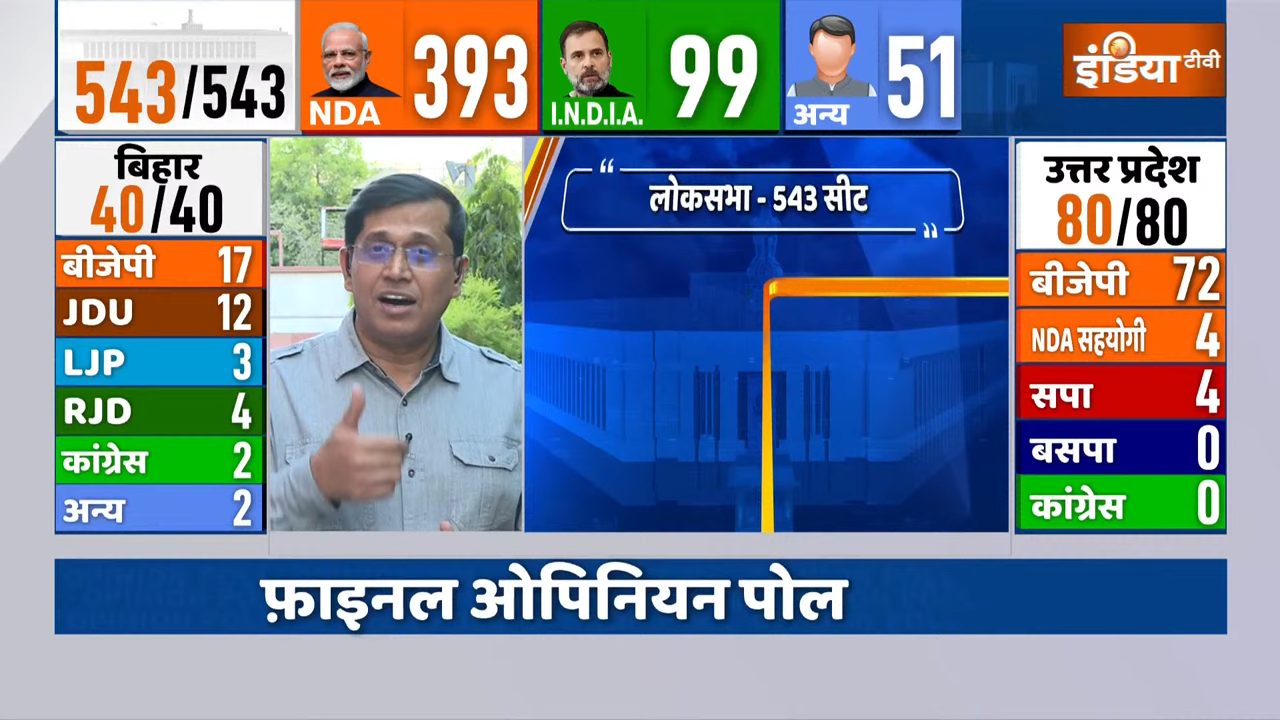 543/543
NDA 393
I.N.D.I.A. 99
अन्य 51
इंडिया टीवी
बिहार
40/40
बीजेपी 17
JDU 12
LJP 3
RJD 4
कांग्रेस 2
अन्य 2
“
लोकसभा - 543 सीट
”
उत्तर प्रदेश
80/80
बीजेपी 72
NDA सहयोगी 4
सपा 4
बसपा 0
कांग्रेस 0
फ़ाइनल ओपिनियन पोल